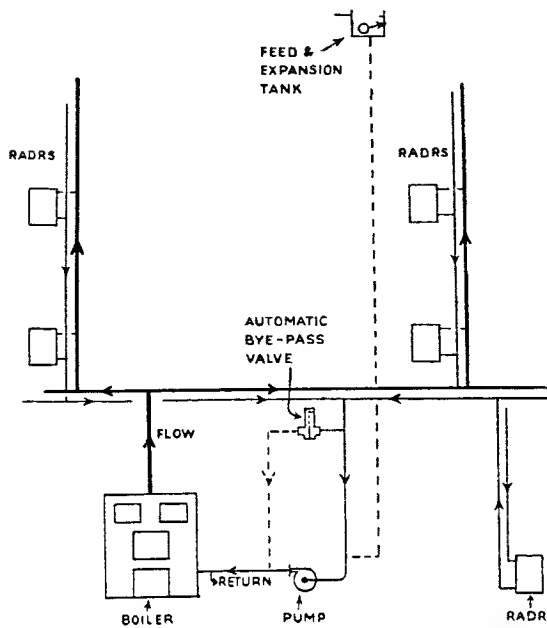 FEED &
EXPANSION
TANK
RADRS
RADRS
AUTOMATIC
BYE-PASS
VALVE
FLOW
RETURN
BOILER
PUMP
RADR